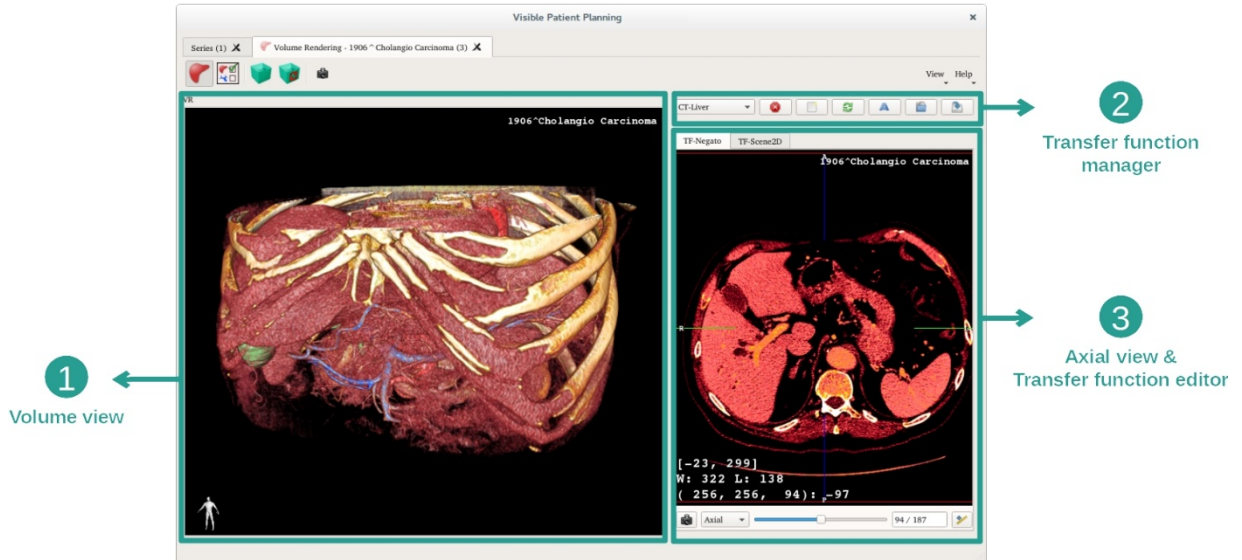 Visible Patient Planning
Series (1)
Volume Rendering - 1906 ^ Cholangio Carcinoma (3)
View
Help
VR
1906^Cholangio Carcinoma
CT-Liver
2
Transfer function
manager
TF-Negato
TF-Scene2D
A
1906^Cholangio Carcinoma
R
3
Axial view &
Transfer function editor
1
Volume view
[-23, 299]
W: 322 L: 138
( 256, 256,  94): -97
P
Axial
94 / 187